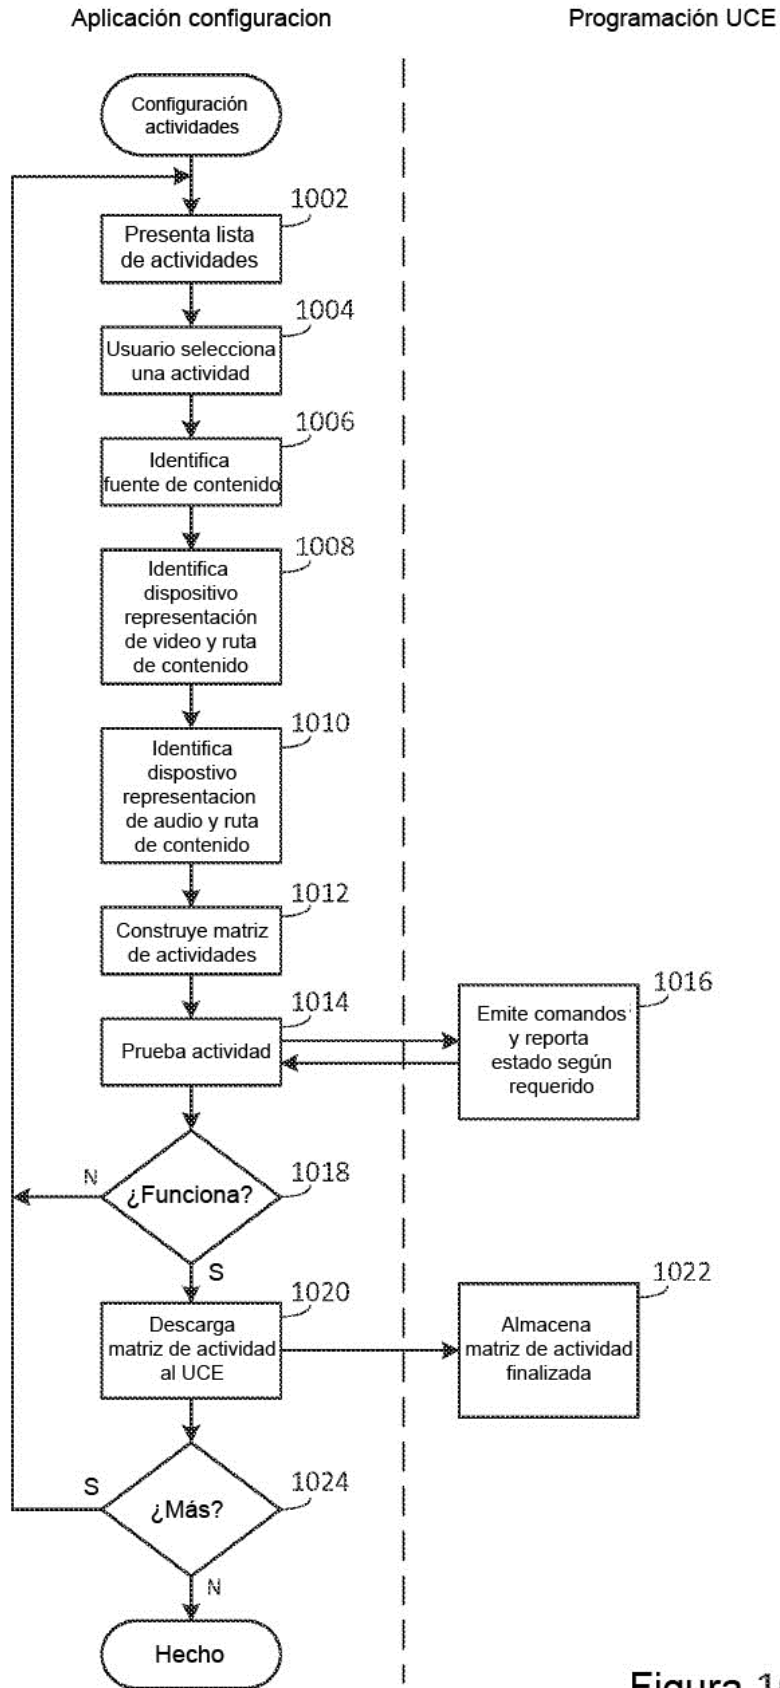 Aplicación configuracion
Programación UCE
Configuración
actividades
1002
Presenta lista
de actividades
1004
Usuario selecciona
una actividad
1006
Identifica
fuente de contenido
1008
Identifica
dispositivo
representación
de video y ruta
de contenido
1010
Identifica
dispostivo
representacion
de audio y ruta
de contenido
1012
Construye matriz
de actividades
1014
Prueba actividad
1016
Emite comandos
y reporta
estado según
requerido
1018
¿Funciona?
N
S
1020
Descarga
matriz de actividad
al UCE
1022
Almacena
matriz de actividad
finalizada
1024
¿Más?
S
N
Hecho
Figura